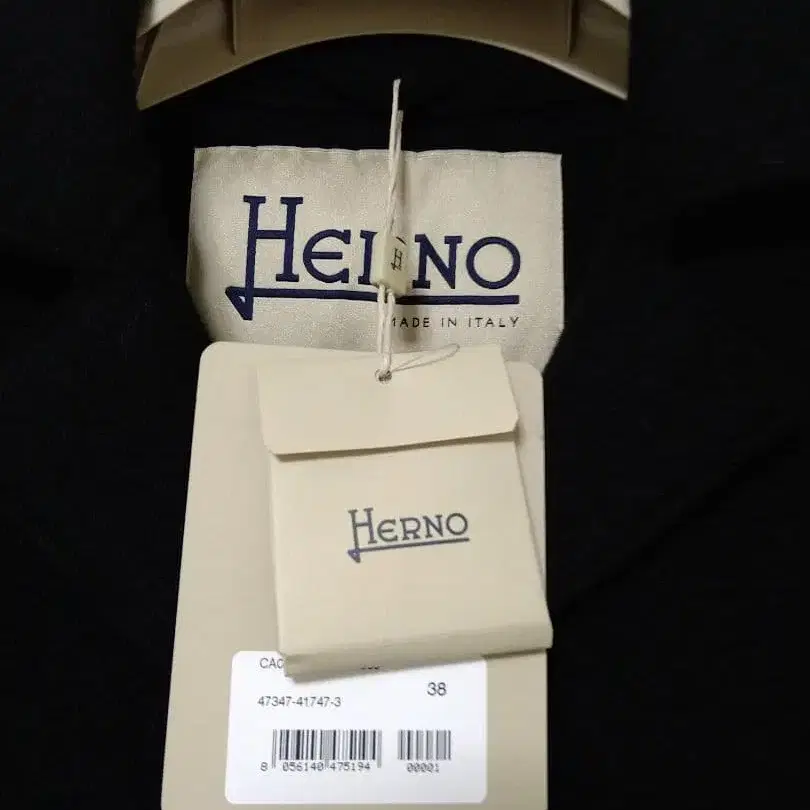 HERNO
MADE IN ITALY
HERNO
38
47347-41747-3
8 056140 475194
00001